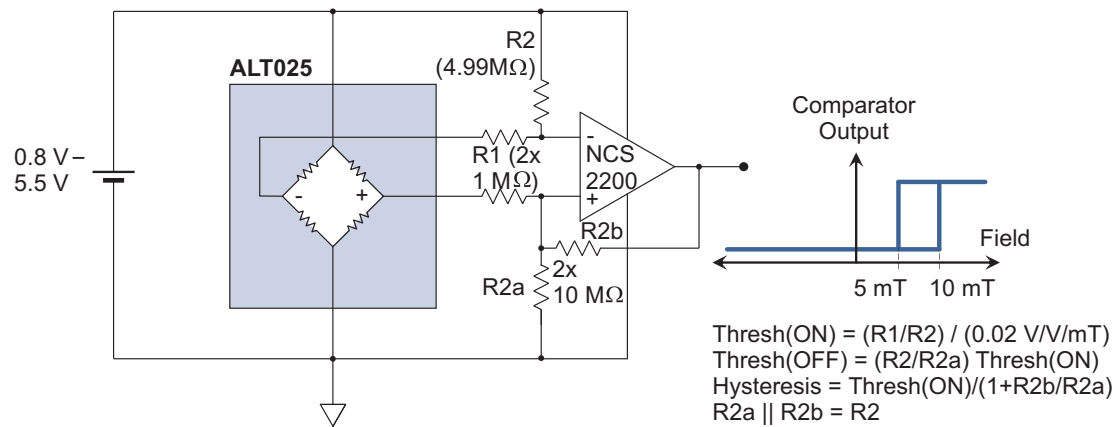 R2
(4.99MΩ)
ALT025
0.8 V –
5.5 V
R1 (2x
1 MΩ)
-
+
-
NCS
2200
+
R2b
2x
10 MΩ
R2a
Comparator
Output
Field
5 mT
10 mT
Thresh(ON) = (R1/R2) / (0.02 V/V/mT)
Thresh(OFF) = (R2/R2a) Thresh(ON)
Hysteresis = Thresh(ON)/(1+R2b/R2a)
R2a || R2b = R2